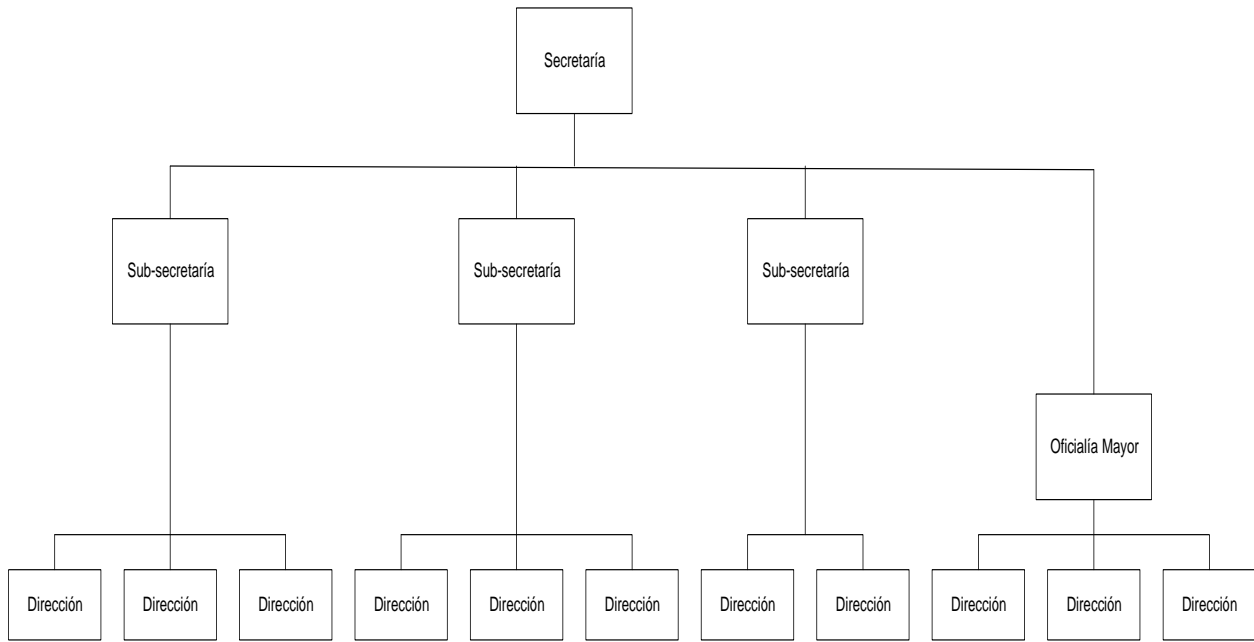 Secretaría
Sub-secretaría
Sub-secretaría
Sub-secretaría
Oficialía Mayor
Dirección
Dirección
Dirección
Dirección
Dirección
Dirección
Dirección
Dirección
Dirección
Dirección
Dirección